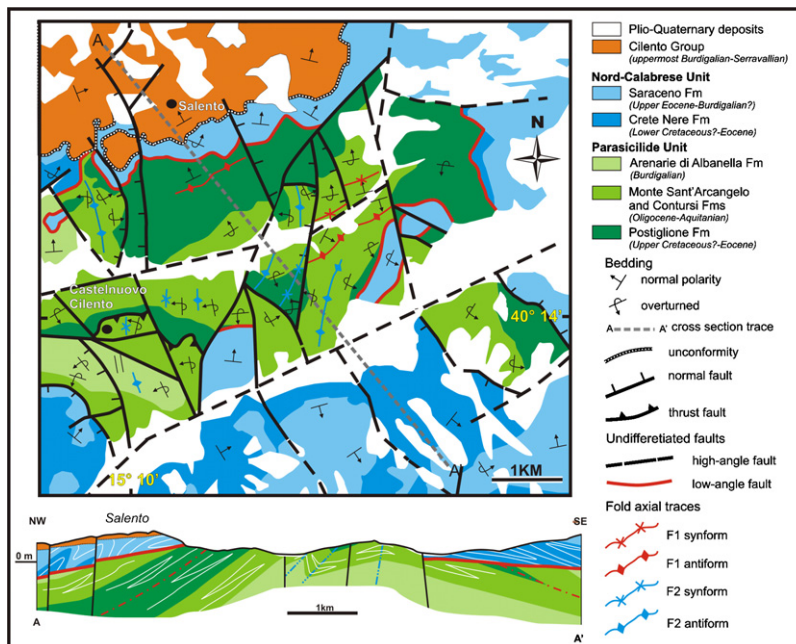 A
Salento
N
Castelnuovo
Cilento
40° 14'
15° 10'
A'
1KM
NW
Salento
SE
0 m
A
1km
A'
Plio-Quaternary deposits
Cilento Group
(uppermost Burdigalian-Serravallian)
Nord-Calabrese Unit
Saraceno Fm
(Upper Eocene-Burdigalian?)
Crete Nere Fm
(Lower Cretaceous?-Eocene)
Parasicilide Unit
Arenarie di Albanella Fm
(Burdigalian)
Monte Sant'Arcangelo
and Contursi Fms
(Oligocene-Aquitanian)
Postiglione Fm
(Upper Cretaceous?-Eocene)
Bedding
normal polarity
overturned
A A' cross section trace
unconformity
normal fault
thrust fault
Undifferetiated faults
high-angle fault
low-angle fault
Fold axial traces
F1 synform
F1 antiform
F2 synform
F2 antiform